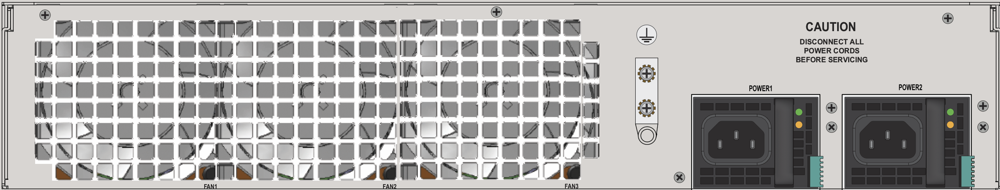 CAUTION
DISCONNECT ALL
POWER CORDS
BEFORE SERVICING
POWER1
POWER2
FAN1
FAN2
FAN3